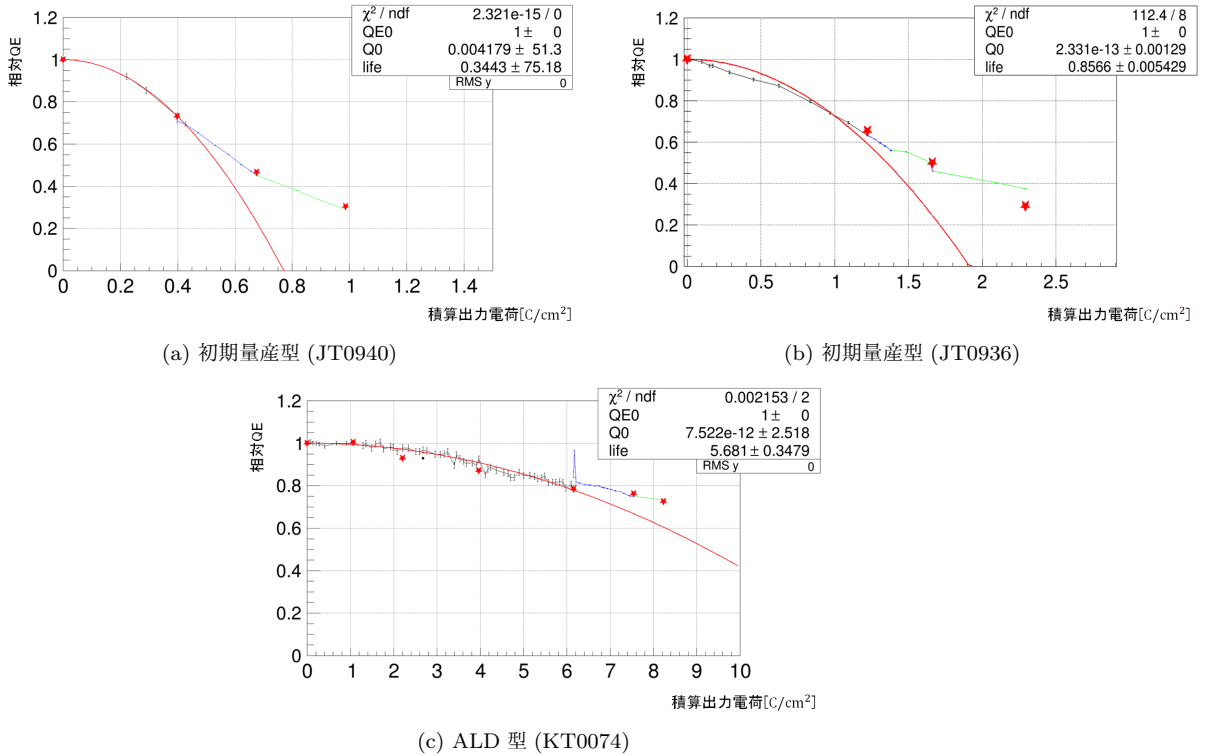 χ² / ndf 2.321e-15 / 0
QE0 1 ± 0
Q0 0.004179 ± 51.3
life 0.3443 ± 75.18
RMS y 0
相対QE
1.2
1
0.8
0.6
0.4
0.2
0
0 0.2 0.4 0.6 0.8 1 1.2 1.4
積算出力電荷[C/cm²]
(a) 初期量産型 (JT0940)
χ² / ndf 112.4 / 8
QE0 1 ± 0
Q0 2.331e-13 ± 0.00129
life 0.8566 ± 0.005429
相対QE
1.2
1
0.8
0.6
0.4
0.2
0
0 0.5 1 1.5 2 2.5
積算出力電荷[C/cm²]
(b) 初期量産型 (JT0936)
χ² / ndf 0.002153 / 2
QE0 1 ± 0
Q0 7.522e-12 ± 2.518
life 5.681 ± 0.3479
RMS y 0
相対QE
1.2
1
0.8
0.6
0.4
0.2
0
0 1 2 3 4 5 6 7 8 9 10
積算出力電荷[C/cm²]
(c) ALD 型 (KT0074)